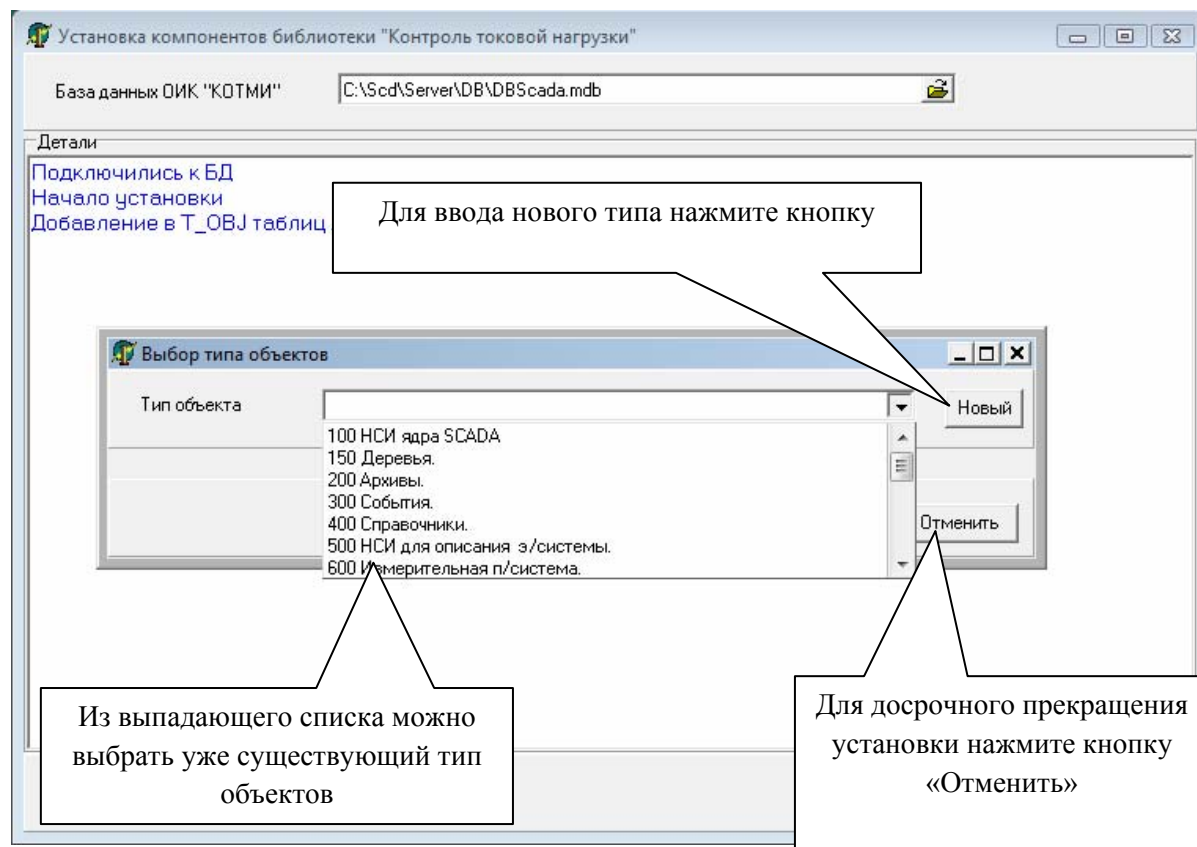 Установка компонентов библиотеки "Контроль токовой нагрузки"
База данных ОИК "КОТМИ"
C:\Scd\Server\DB\DBScada.mdb
Детали
Подключились к БД
Начало установки
Добавление в T_OBJ таблиц
Для ввода нового типа нажмите кнопку
Выбор типа объектов
Тип объекта
Новый
100 НСИ ядра SCADA
150 Деревья.
200 Архивы.
300 События.
400 Справочники.
500 НСИ для описания э/системы.
600 Измерительная п/система.
Отменить
Из выпадающего списка можно
выбрать уже существующий тип
объектов
Для досрочного прекращения
установки нажмите кнопку
«Отменить»